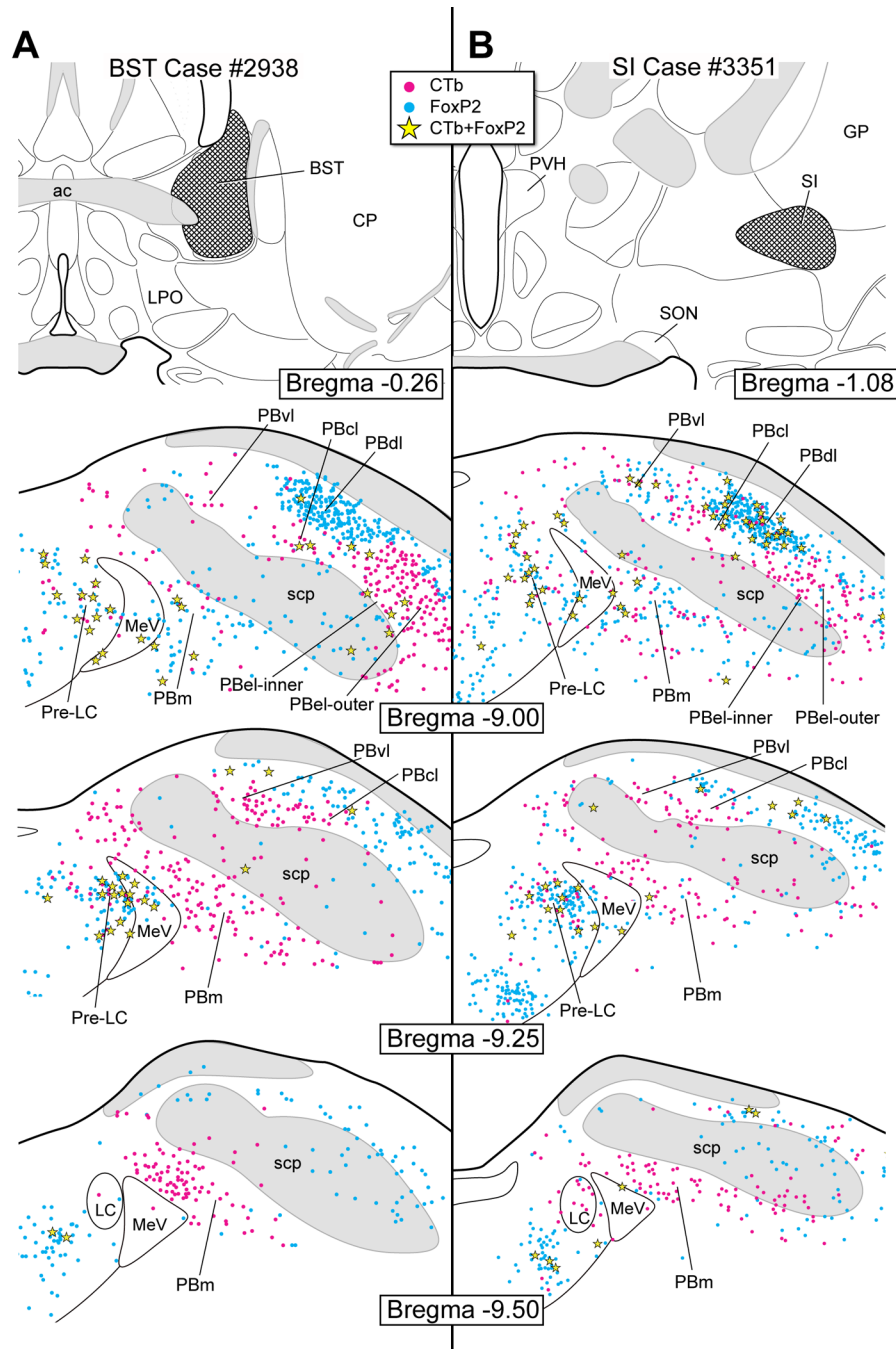 A
B
BST Case #2938
SI Case #3351
CTb
FoxP2
CTb+FoxP2
BST
ac
CP
LPO
PVH
GP
SI
SON
Bregma -0.26
Bregma -1.08
PBvl
PBcl
PBdl
scp
MeV
PBel-inner
PBel-outer
Pre-LC
PBm
PBvl
PBcl
PBdl
MeV
scp
Pre-LC
PBm
PBel-inner
PBel-outer
Bregma -9.00
PBvl
PBcl
scp
MeV
PBm
Pre-LC
PBvl
PBcl
scp
MeV
PBm
Pre-LC
Bregma -9.25
scp
LC
MeV
PBm
scp
LC
MeV
PBm
Bregma -9.50